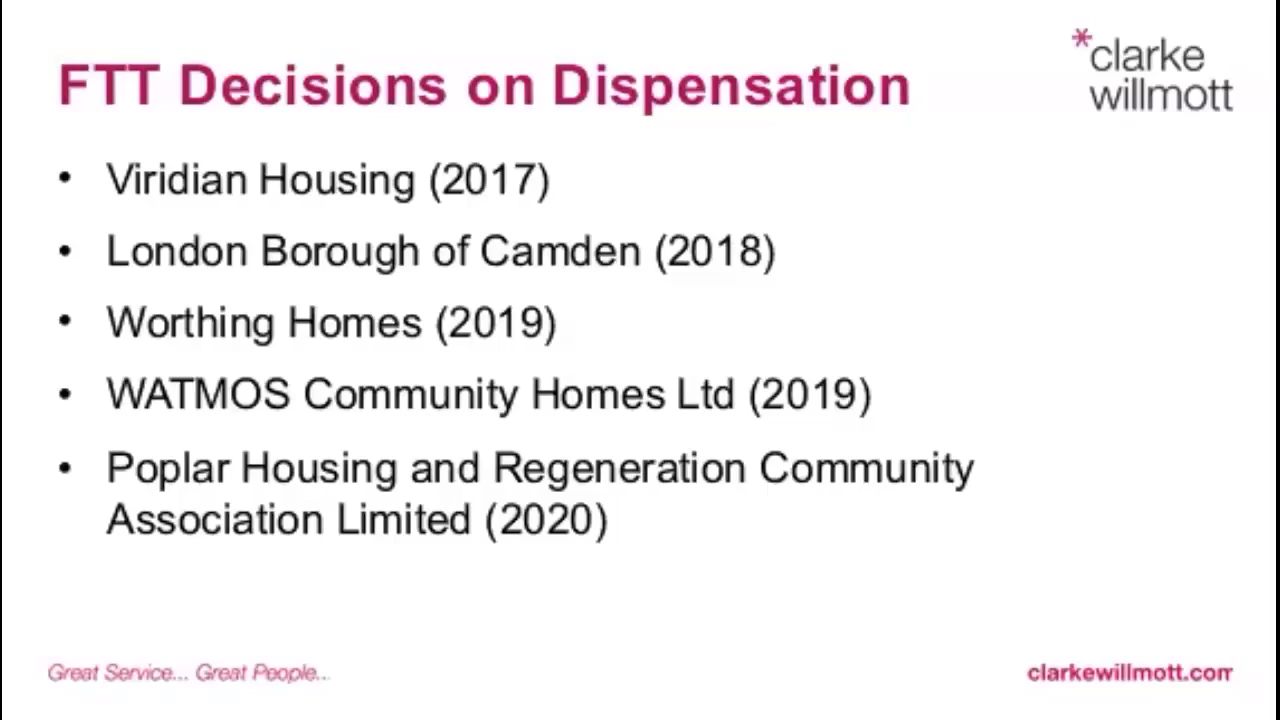 FTT Decisions on Dispensation
*clarke
willmott
• Viridian Housing (2017)
• London Borough of Camden (2018)
• Worthing Homes (2019)
• WATMOS Community Homes Ltd (2019)
• Poplar Housing and Regeneration Community
Association Limited (2020)
Great Service... Great People...
clarkewillmott.com